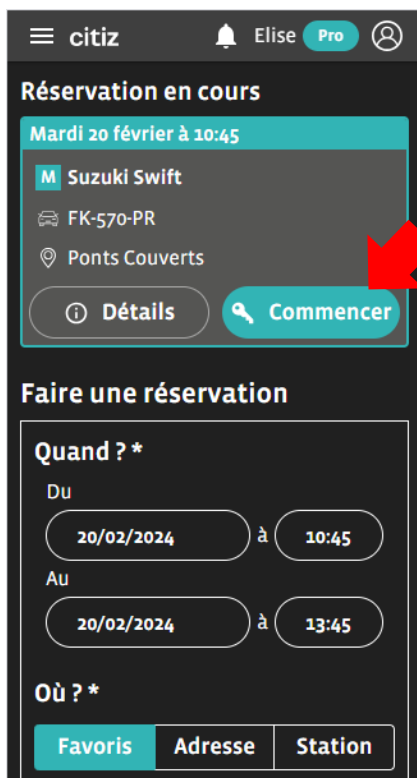 citiz Elise Pro
Réservation en cours
Mardi 20 février à 10:45
M Suzuki Swift
FK-570-PR
Ponts Couverts
Détails Commencer
Faire une réservation
Quand ? *
Du
20/02/2024 à 10:45
Au
20/02/2024 à 13:45
Où ? *
Favoris Adresse Station